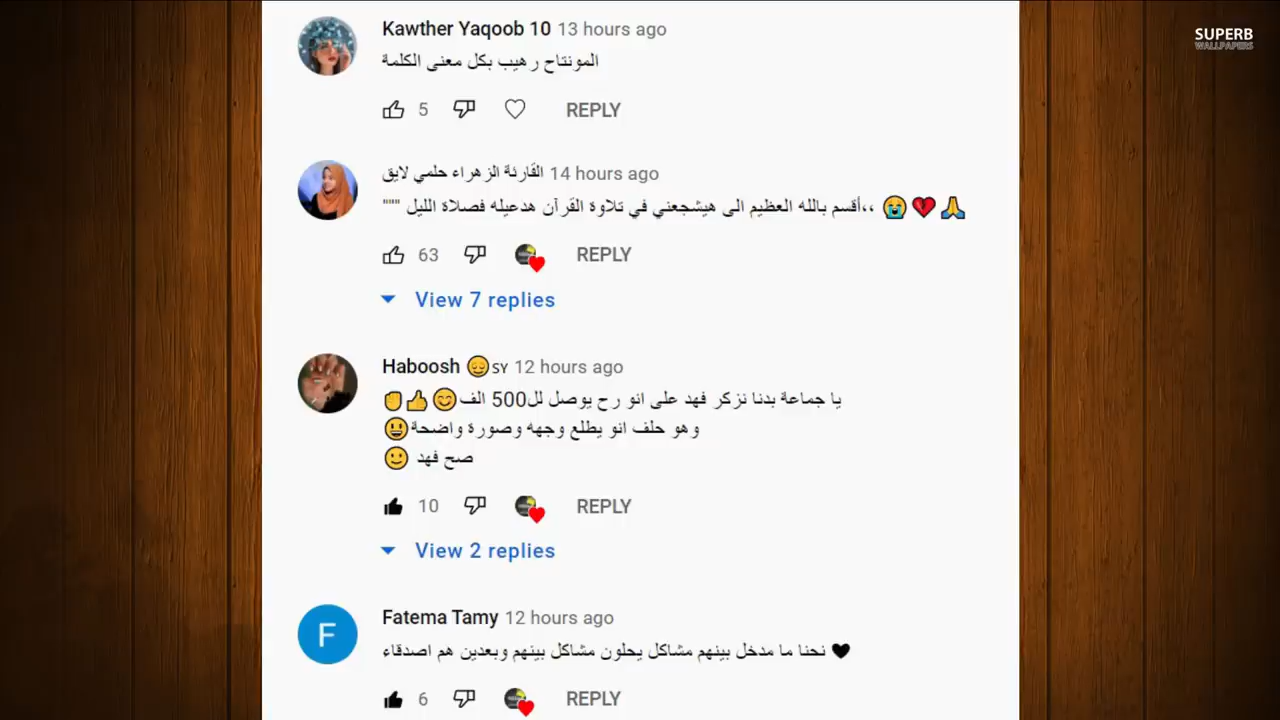 SUPERB
WALLPAPERS
Kawther Yaqoob 10 13 hours ago
المونتاح رهيب بكل معنى الكلمة
5 REPLY
القارئة الزهراء حلمي لايق 14 hours ago
،،أقسم بالله العظيم الى هيشجعني في تلاوة القرآن هدعيله فصلاة الليل """ 😭💔🙏
63 REPLY
View 7 replies
Haboosh 😌SY 12 hours ago
يا جماعة بدنا نزكر فهد على انو رح يوصل لل500 الف😊👍✊
وهو حلف انو يطلع وجهه وصورة واضحة😃
صح فهد 🙂
10 REPLY
View 2 replies
F
Fatema Tamy 12 hours ago
نحنا ما مدخل بينهم مشاكل يحلون مشاكل بينهم وبعدين هم اصدقاء 🖤
6 REPLY